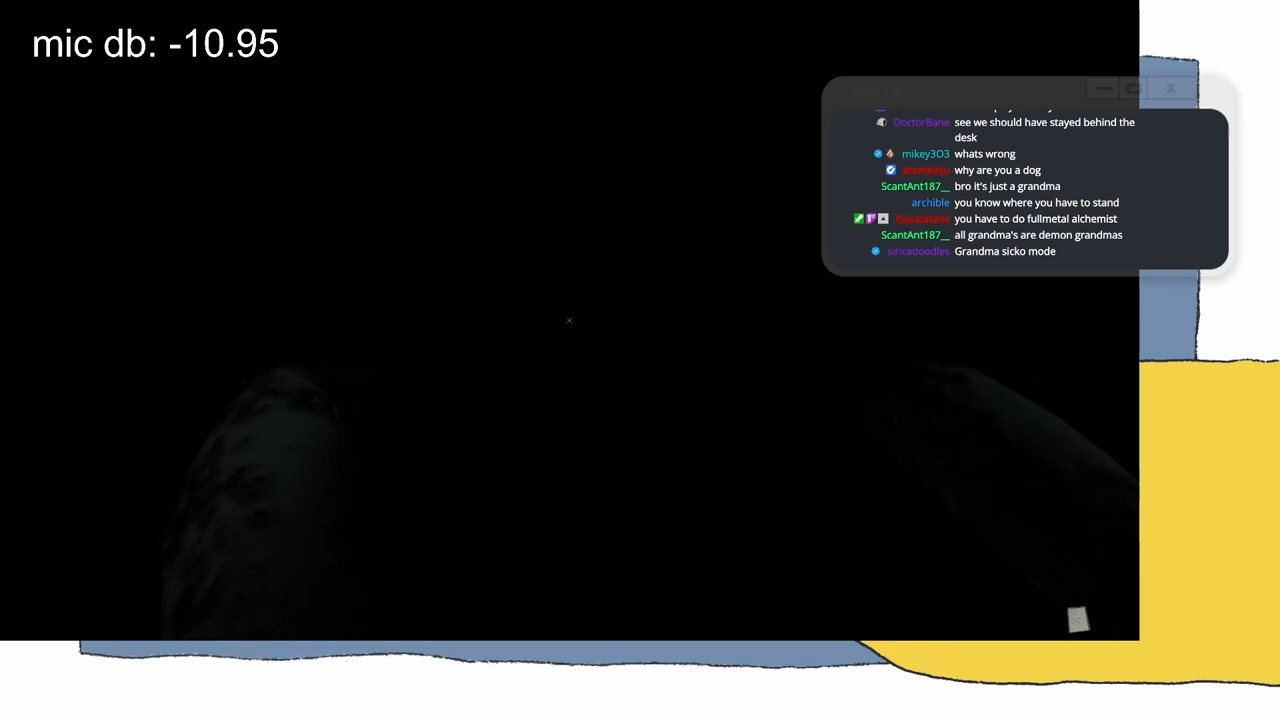 mic db: -10.95
X
DoctorBane see we should have stayed behind the
desk
mikey3O3 whats wrong
atomkaiju why are you a dog
ScantAnt187__ bro it's just a grandma
archible you know where you have to stand
you have to do fullmetal alchemist
ScantAnt187__ all grandma's are demon grandmas
siricadoodles Grandma sicko mode